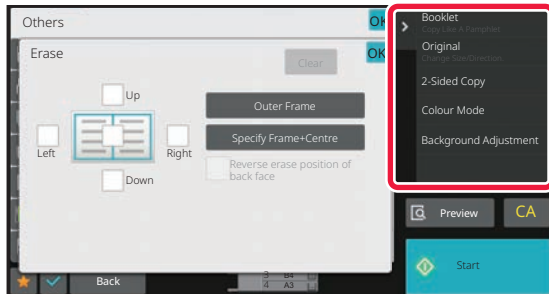 Others
OK
Erase
Clear
OK
Up
Left
Right
Down
Outer Frame
Specify Frame+Centre
Reverse erase position of
back face
Booklet
Copy Like A Pamphlet
Original
Change Size/Direction.
2-Sided Copy
Colour Mode
Background Adjustment
Preview
CA
Start
Back
3 B4
4 A3